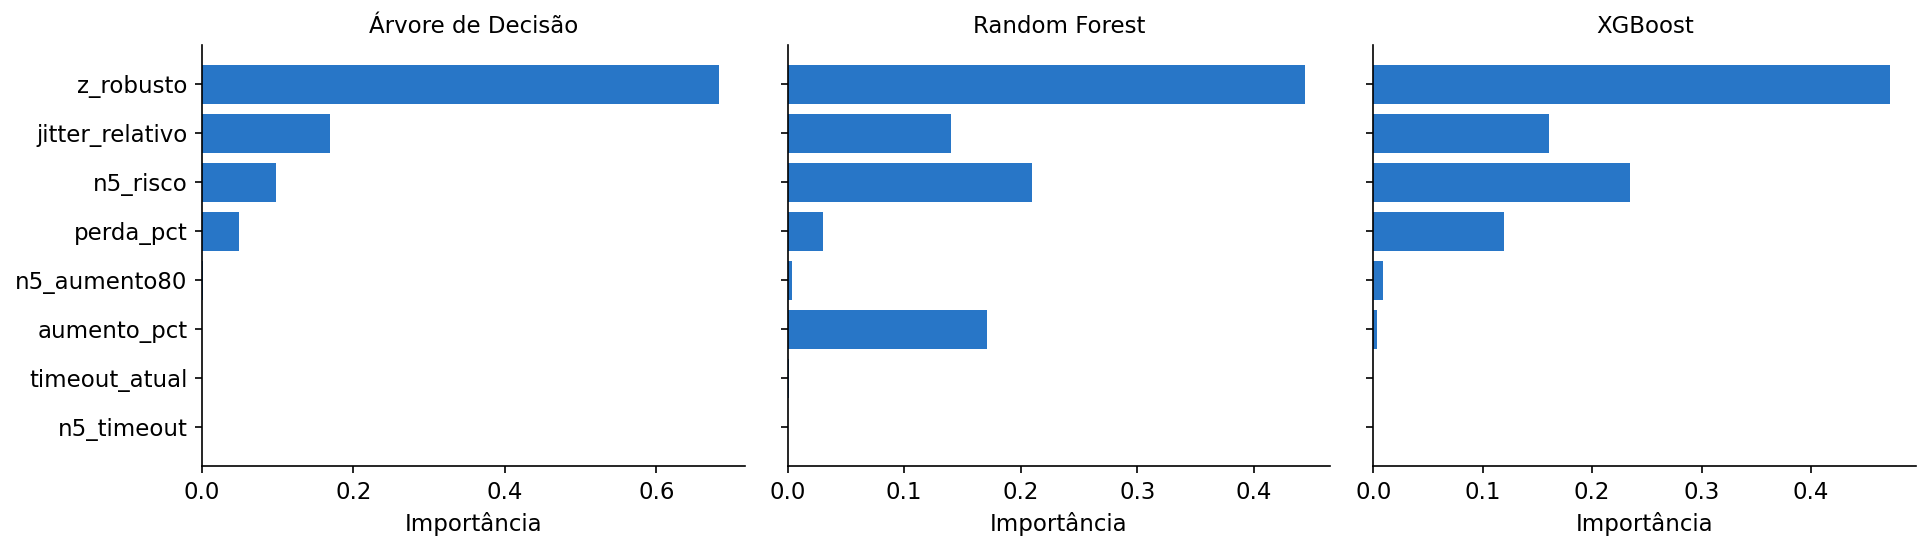 Árvore de Decisão
Random Forest
XGBoost
z_robusto
jitter_relativo
n5_risco
perda_pct
n5_aumento80
aumento_pct
timeout_atual
n5_timeout
0.0 0.2 0.4 0.6
0.0 0.1 0.2 0.3 0.4
0.0 0.1 0.2 0.3 0.4
Importância
Importância
Importância